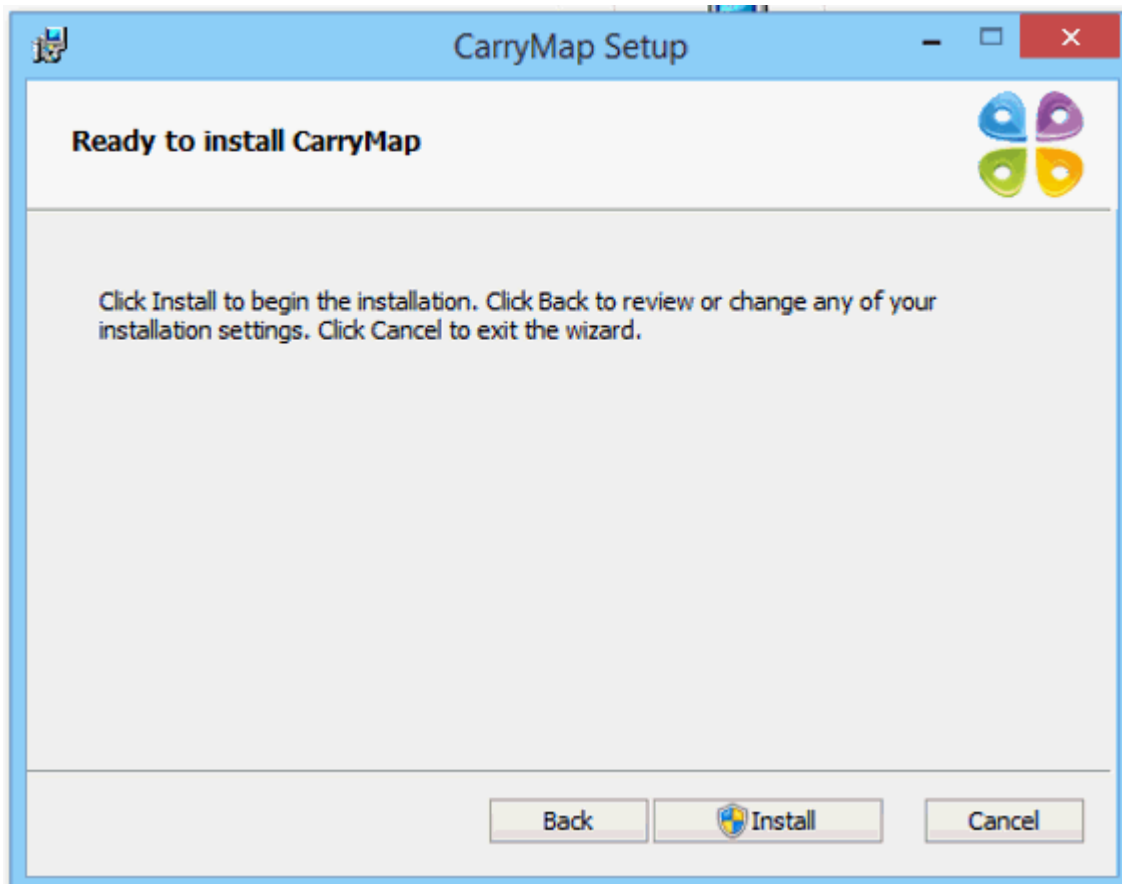 CarryMap Setup
Ready to install CarryMap
Click Install to begin the installation. Click Back to review or change any of your
installation settings. Click Cancel to exit the wizard.
Back
Install
Cancel